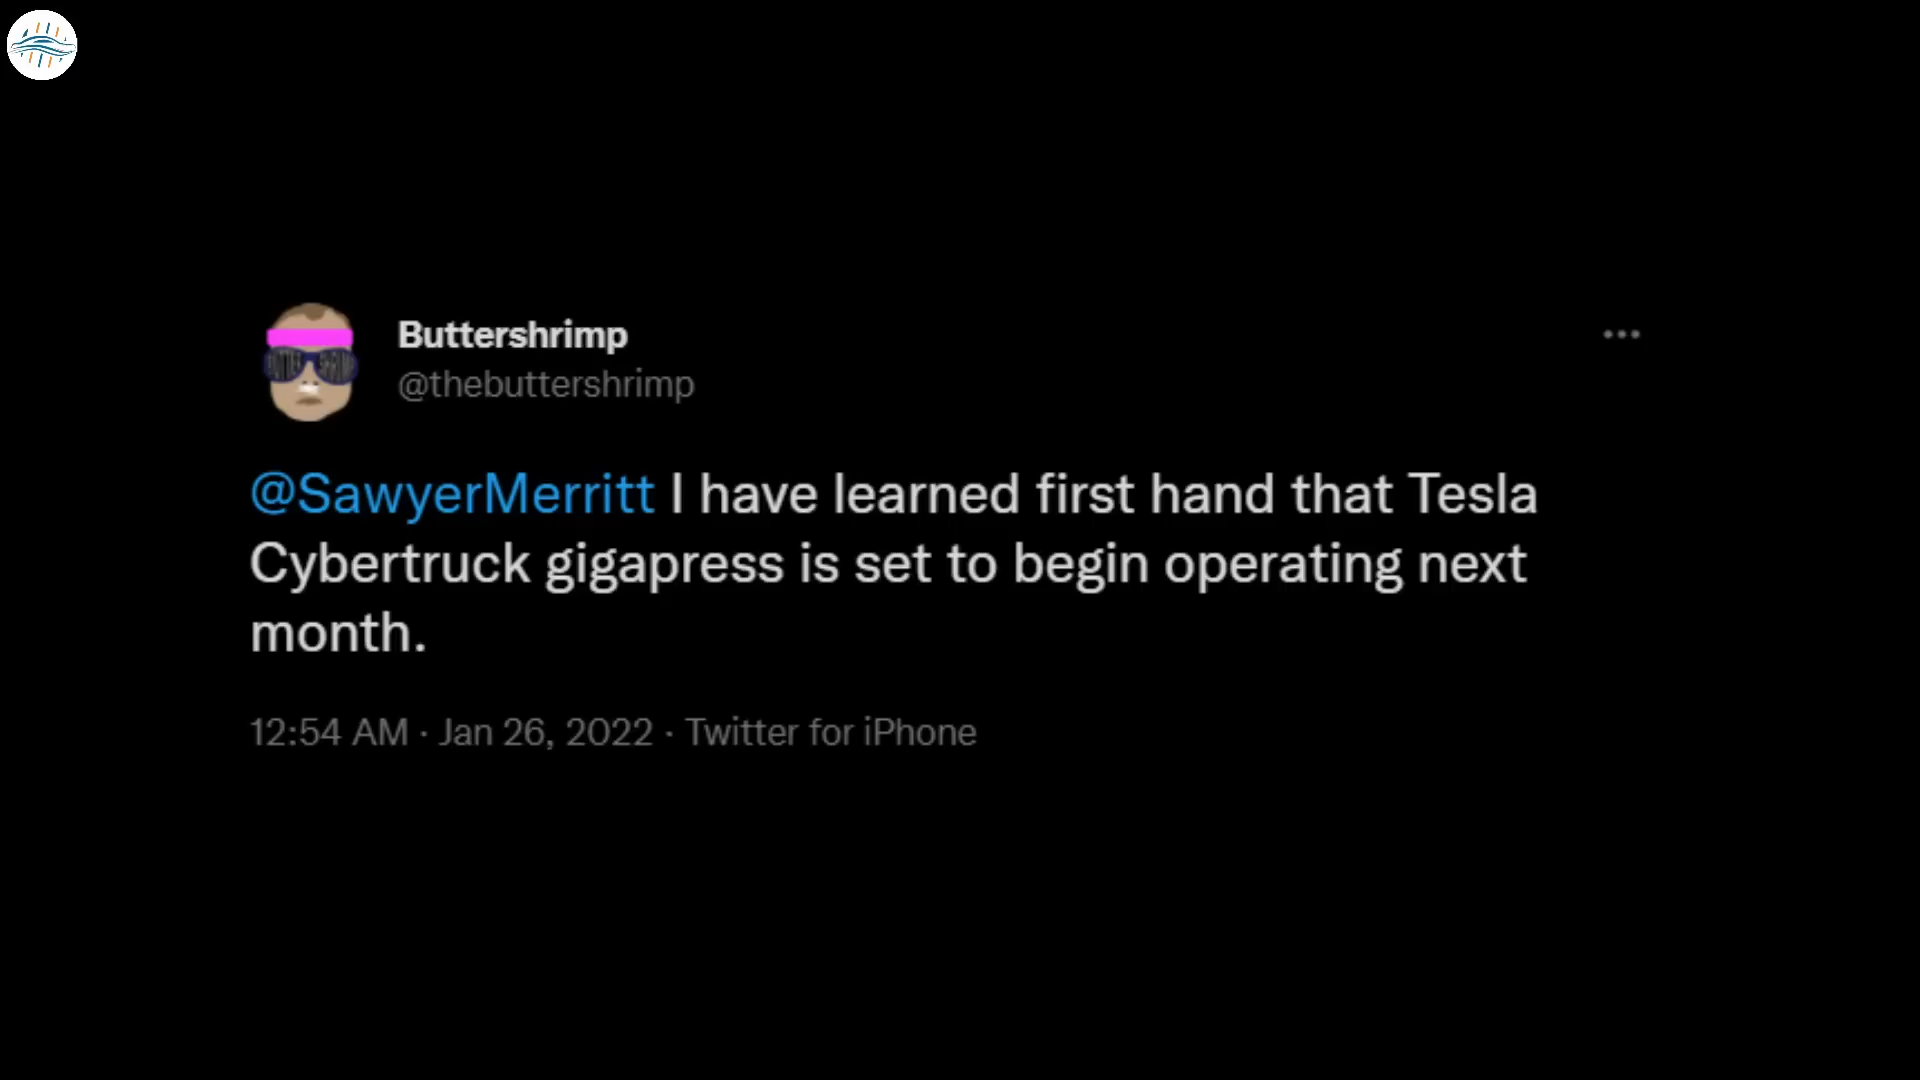 Buttershrimp
@thebuttershrimp
@SawyerMerritt I have learned first hand that Tesla
Cybertruck gigapress is set to begin operating next
month.
12:54 AM · Jan 26, 2022 · Twitter for iPhone